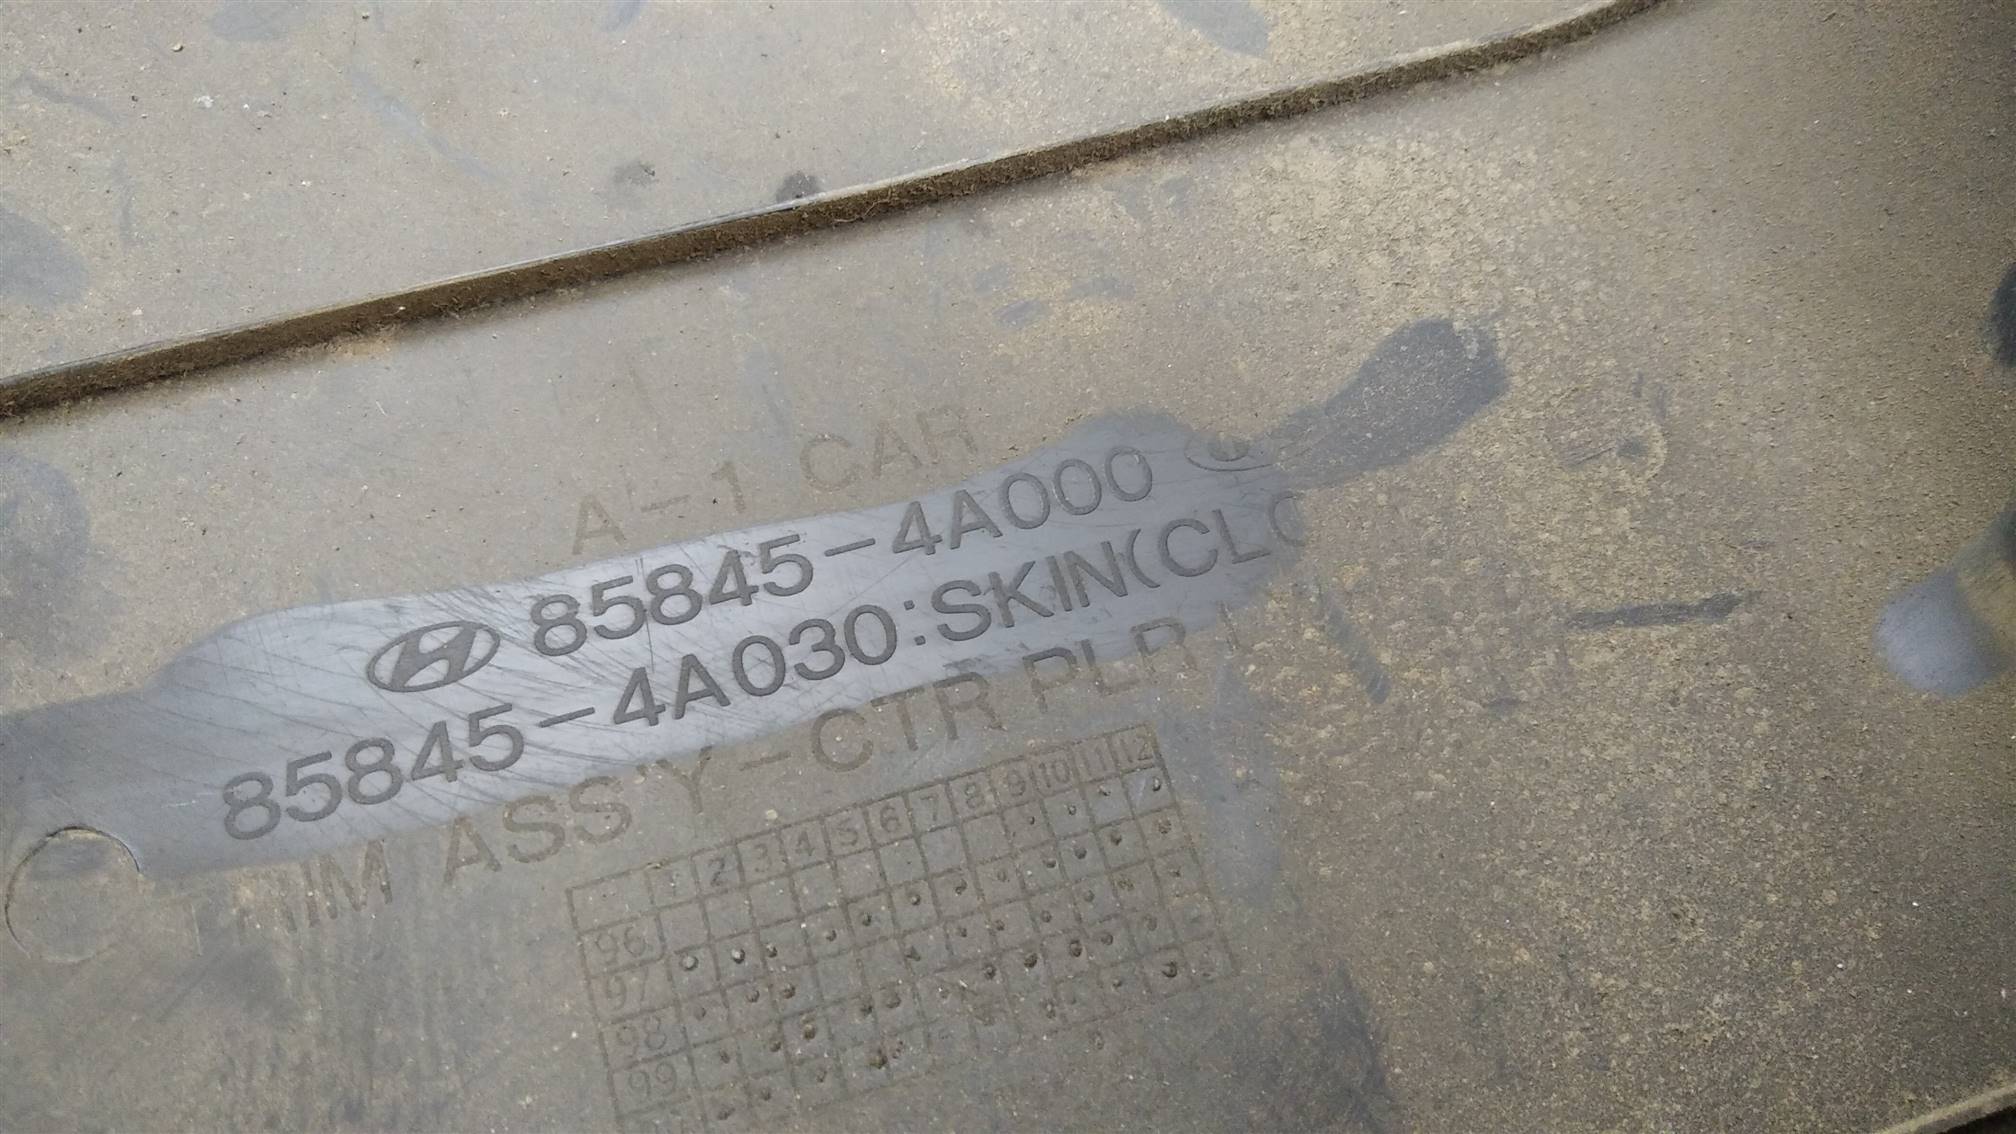 A-1 CAR
85845-4A000
85845-4A030:SKIN(CLO
TRIM ASS'Y-CTR PLR L
1 2 3 4 5 6 7 8 9 10 11 12
96
97
98
99